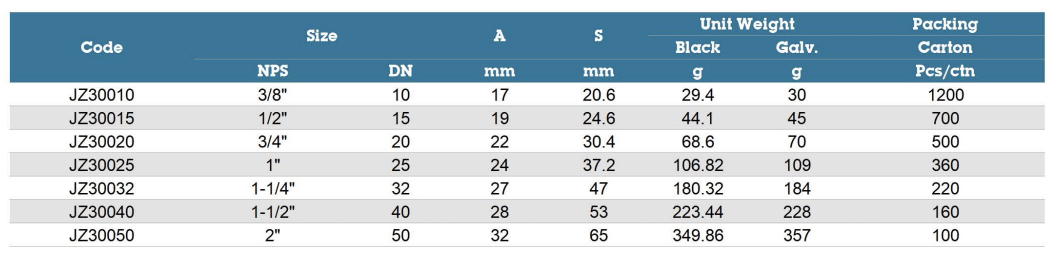 Code Size A S Unit Weight Packing
Black Galv. Carton
NPS DN mm mm g g Pcs/ctn
JZ30010 3/8" 10 17 20.6 29.4 30 1200
JZ30015 1/2" 15 19 24.6 44.1 45 700
JZ30020 3/4" 20 22 30.4 68.6 70 500
JZ30025 1" 25 24 37.2 106.82 109 360
JZ30032 1-1/4" 32 27 47 180.32 184 220
JZ30040 1-1/2" 40 28 53 223.44 228 160
JZ30050 2" 50 32 65 349.86 357 100